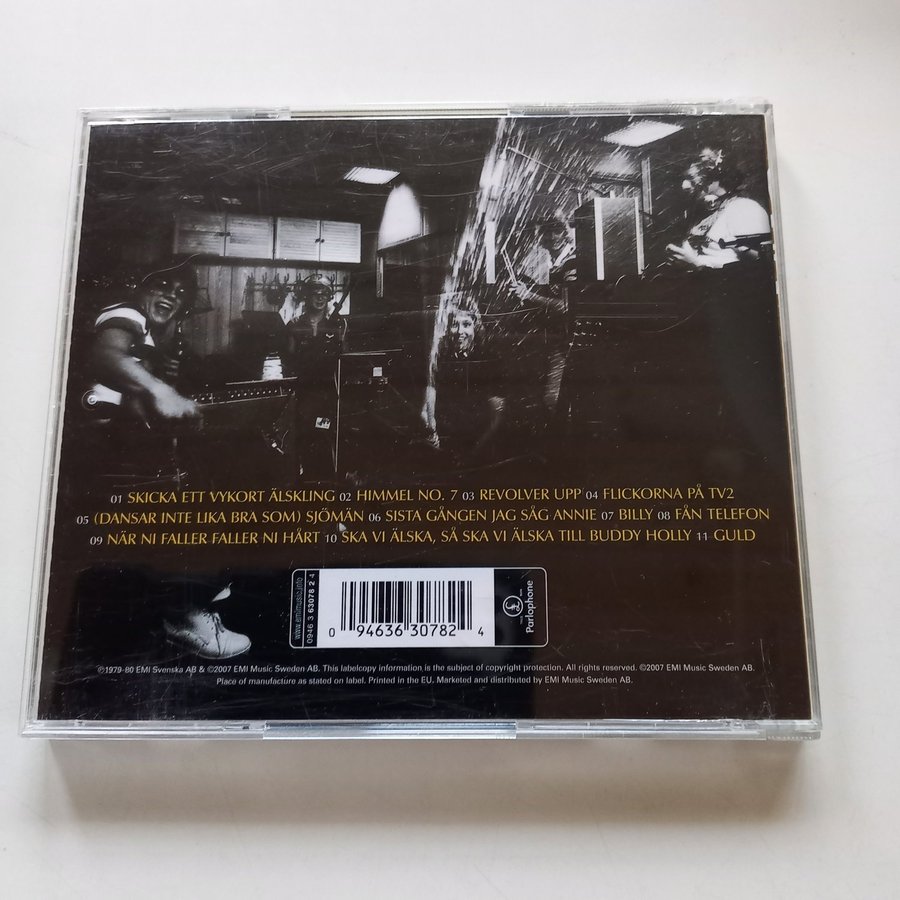 01 SKICKA ETT VYKORT ÄLSKLING 02 HIMMEL NO. 7 03 REVOLVER UPP 04 FLICKORNA PÅ TV2
05 (DANSAR INTE LIKA BRA SOM) SJÖMÄN 06 SISTA GÅNGEN JAG SÅG ANNIE 07 BILLY 08 FÅN TELEFON
09 NÄR NI FALLER FALLER NI HÅRT 10 SKA VI ÄLSKA, SÅ SKA VI ÄLSKA TILL BUDDY HOLLY 11 GULD
www.emimusic.info
0946 3 63078 2 4
0 94636 30782 4
Parlophone
℗1979-80 EMI Svenska AB & ©2007 EMI Music Sweden AB. This labelcopy information is the subject of copyright protection. All rights reserved. ©2007 EMI Music Sweden AB.
Place of manufacture as stated on label. Printed in the EU. Marketed and distributed by EMI Music Sweden AB.